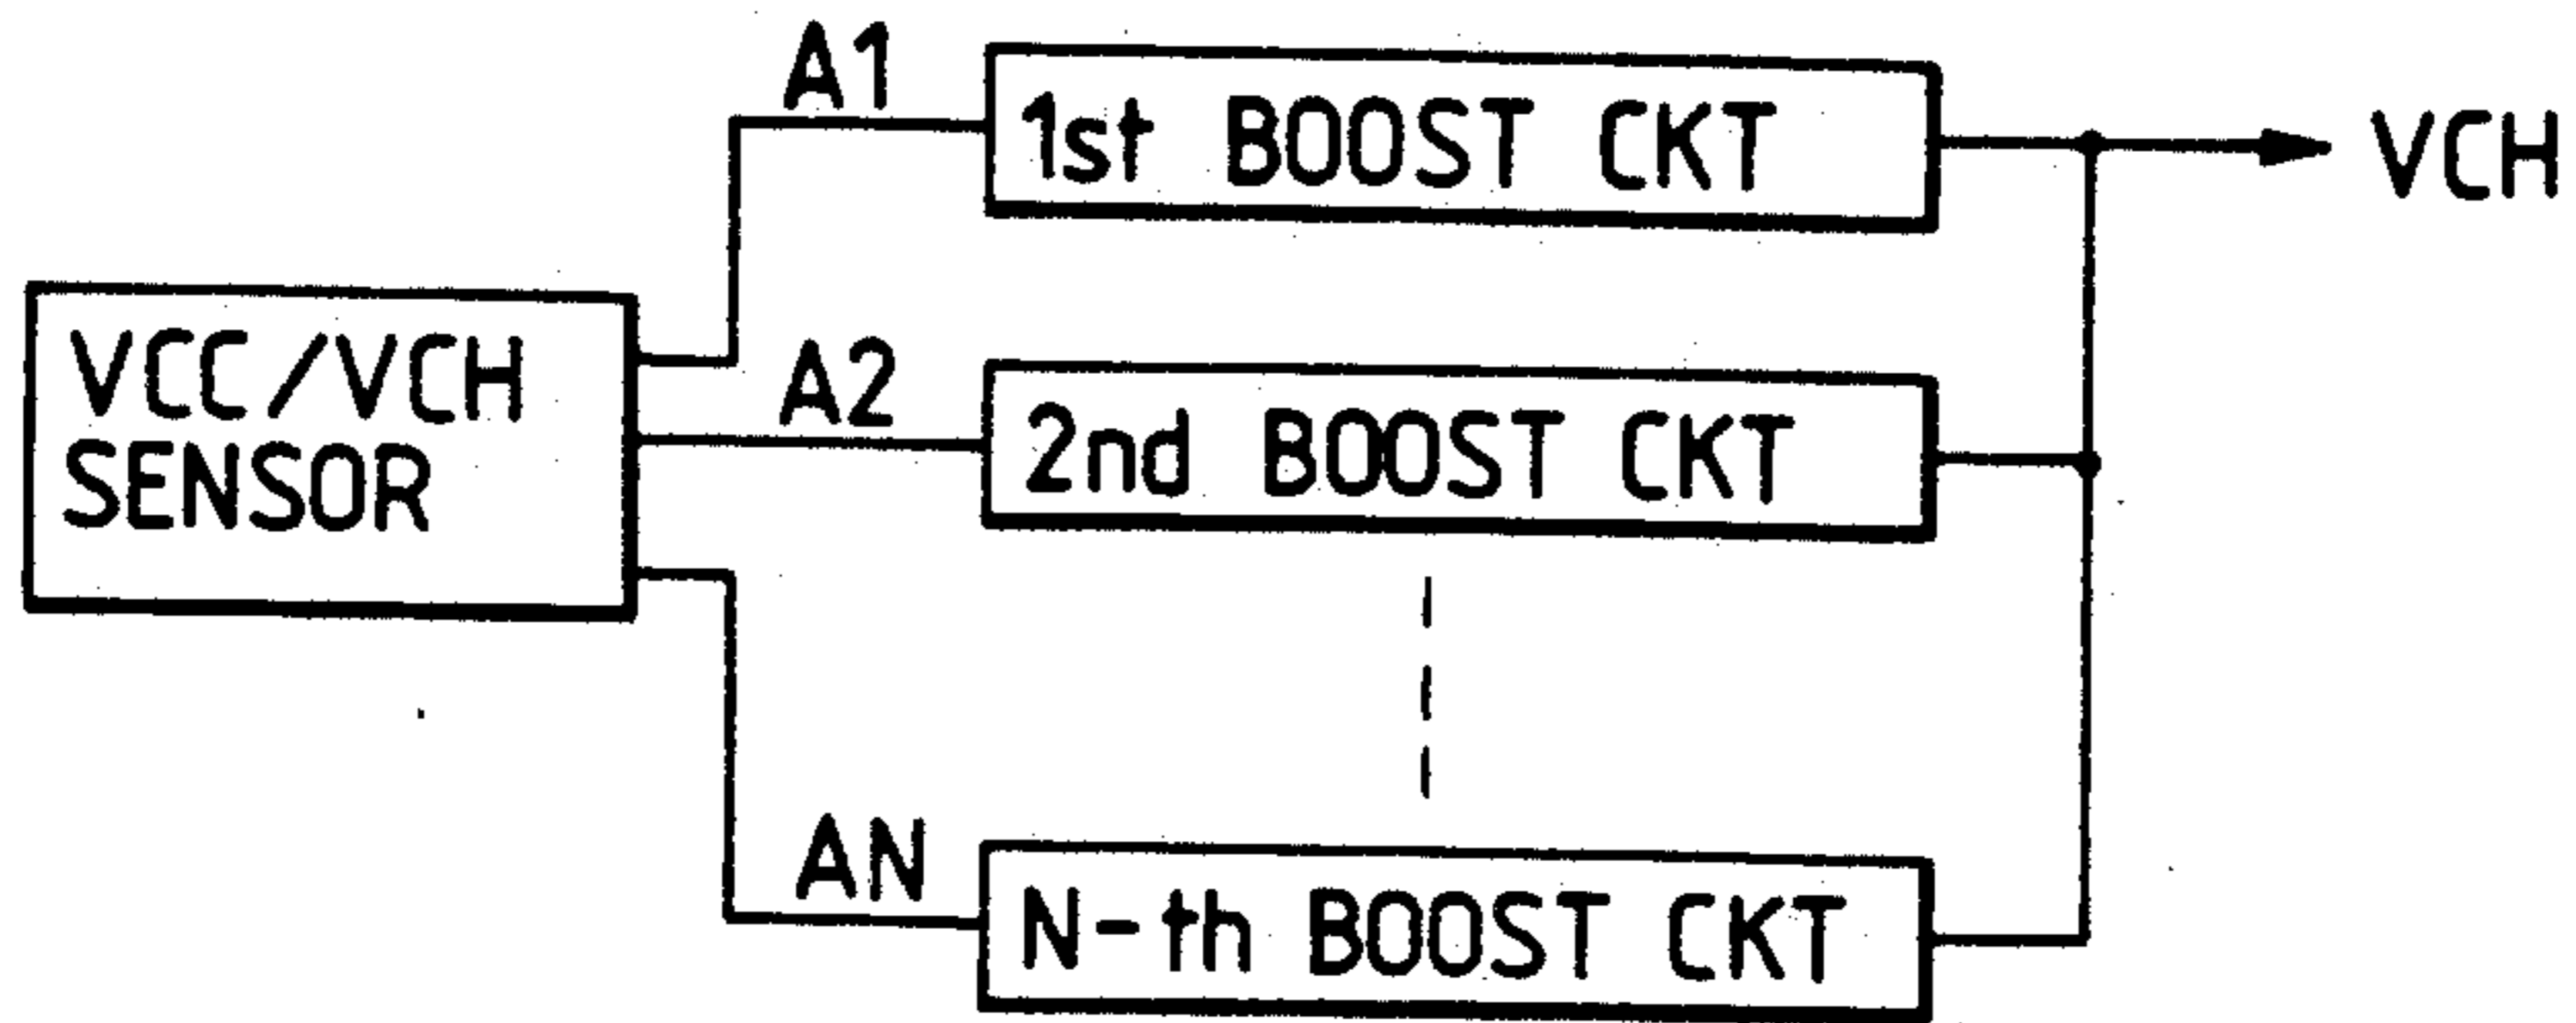 A1
1st BOOST CKT
VCH
VCC/VCH
SENSOR
A2
2nd BOOST CKT
AN
N-th BOOST CKT